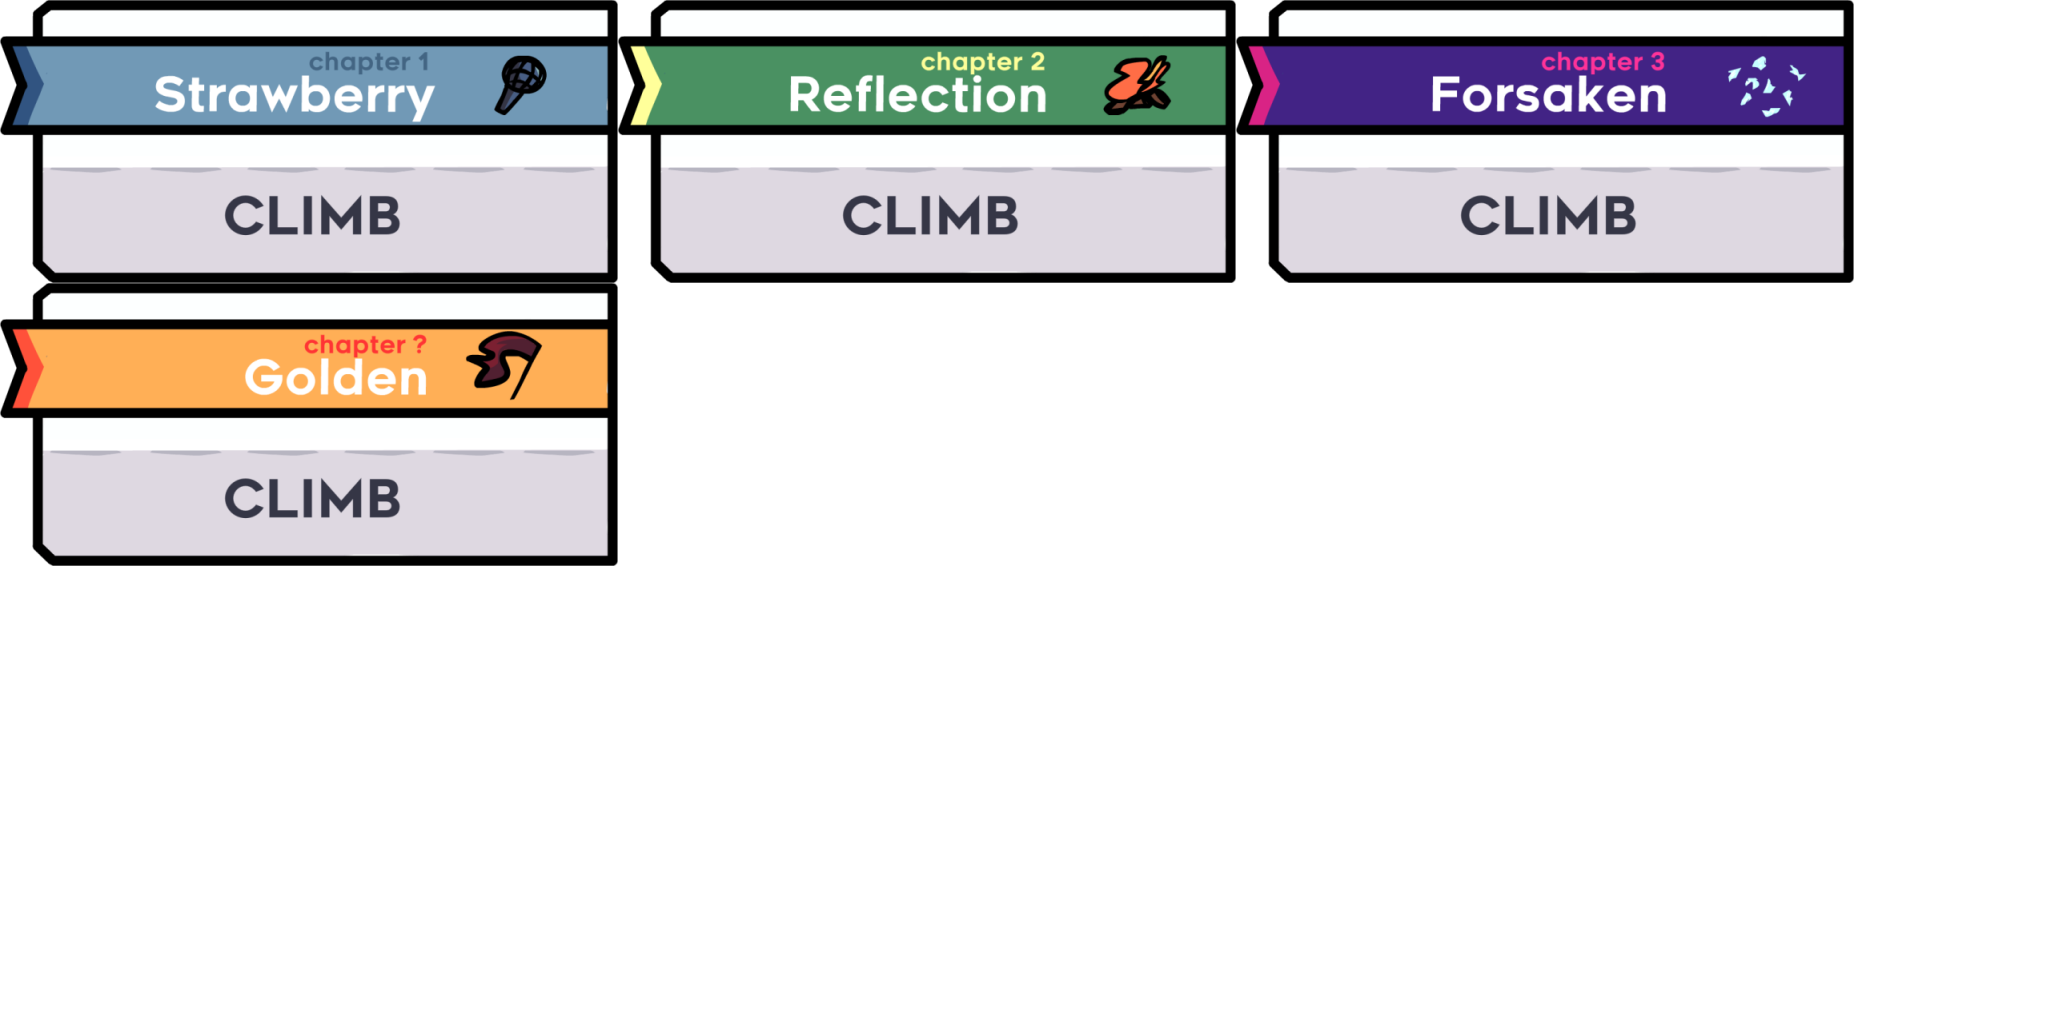 chapter 1
Strawberry
CLIMB
chapter 2
Reflection
CLIMB
chapter 3
Forsaken
CLIMB
chapter ?
Golden
CLIMB